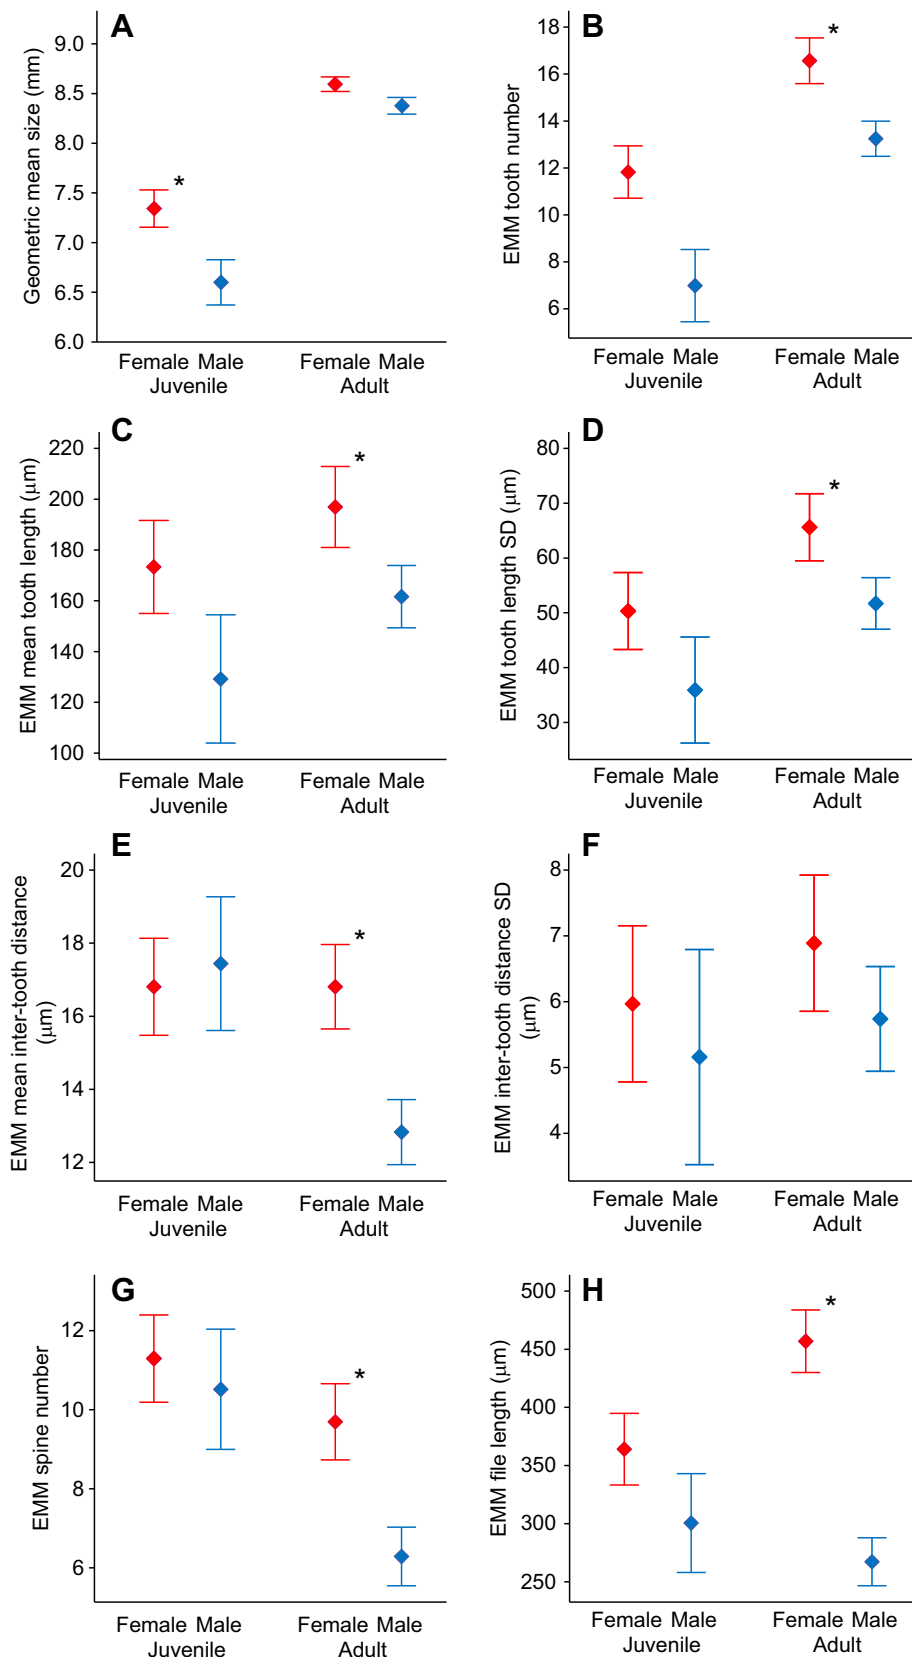 A
Geometric mean size (mm)
9.0
8.5
8.0
7.5
7.0
6.5
6.0
*
Female Male Female Male
Juvenile Adult
B
EMM tooth number
18
16
14
12
10
8
6
*
Female Male Female Male
Juvenile Adult
C
EMM mean tooth length (μm)
220
200
180
160
140
120
100
*
Female Male Female Male
Juvenile Adult
D
EMM tooth length SD (μm)
80
70
60
50
40
30
*
Female Male Female Male
Juvenile Adult
E
EMM mean inter-tooth distance
(μm)
20
18
16
14
12
*
Female Male Female Male
Juvenile Adult
F
EMM inter-tooth distance SD
(μm)
8
7
6
5
4
Female Male Female Male
Juvenile Adult
G
EMM spine number
12
10
8
6
*
Female Male Female Male
Juvenile Adult
H
EMM file length (μm)
500
450
400
350
300
250
*
Female Male Female Male
Juvenile Adult